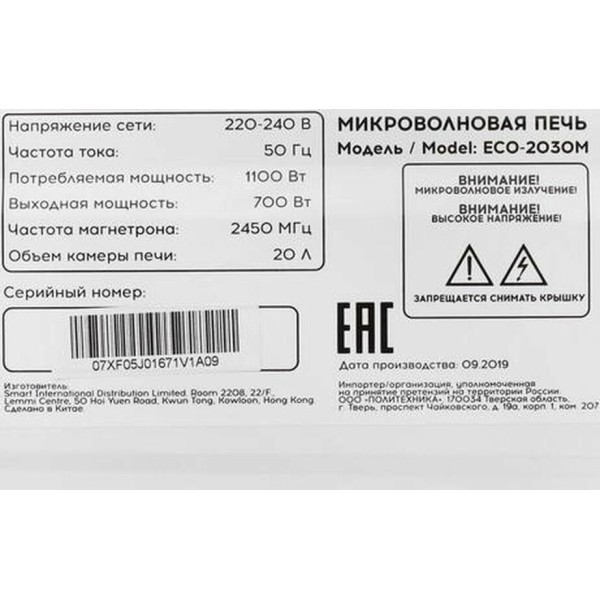 Напряжение сети: 220-240 В
Частота тока: 50 Гц
Потребляемая мощность: 1100 Вт
Выходная мощность: 700 Вт
Частота магнетрона: 2450 МГц
Объем камеры печи: 20 Л
Серийный номер:
07XF05J01671V1A09
Изготовитель:
Smart International Distribution Limited. Room 2208, 22/F.,
Lemmi Centre, 50 Hoi Yuen Road, Kwun Tong, Kowloon, Hong Kong.
Сделано в Китае.
МИКРОВОЛНОВАЯ ПЕЧЬ
Модель / Model: ECO-2030M
ВНИМАНИЕ!
МИКРОВОЛНОВОЕ ИЗЛУЧЕНИЕ!
ВНИМАНИЕ!
ВЫСОКОЕ НАПРЯЖЕНИЕ!
ЗАПРЕЩАЕТСЯ СНИМАТЬ КРЫШКУ
EAC
Дата производства: 09.2019
Импортер/организация, уполномоченная
на принятие претензий на территории России.
ООО «ПОЛИТЕХНИКА», 170034 Тверская область,
г. Тверь, проспект Чайковского, д. 19а, корп. 1, ком 207